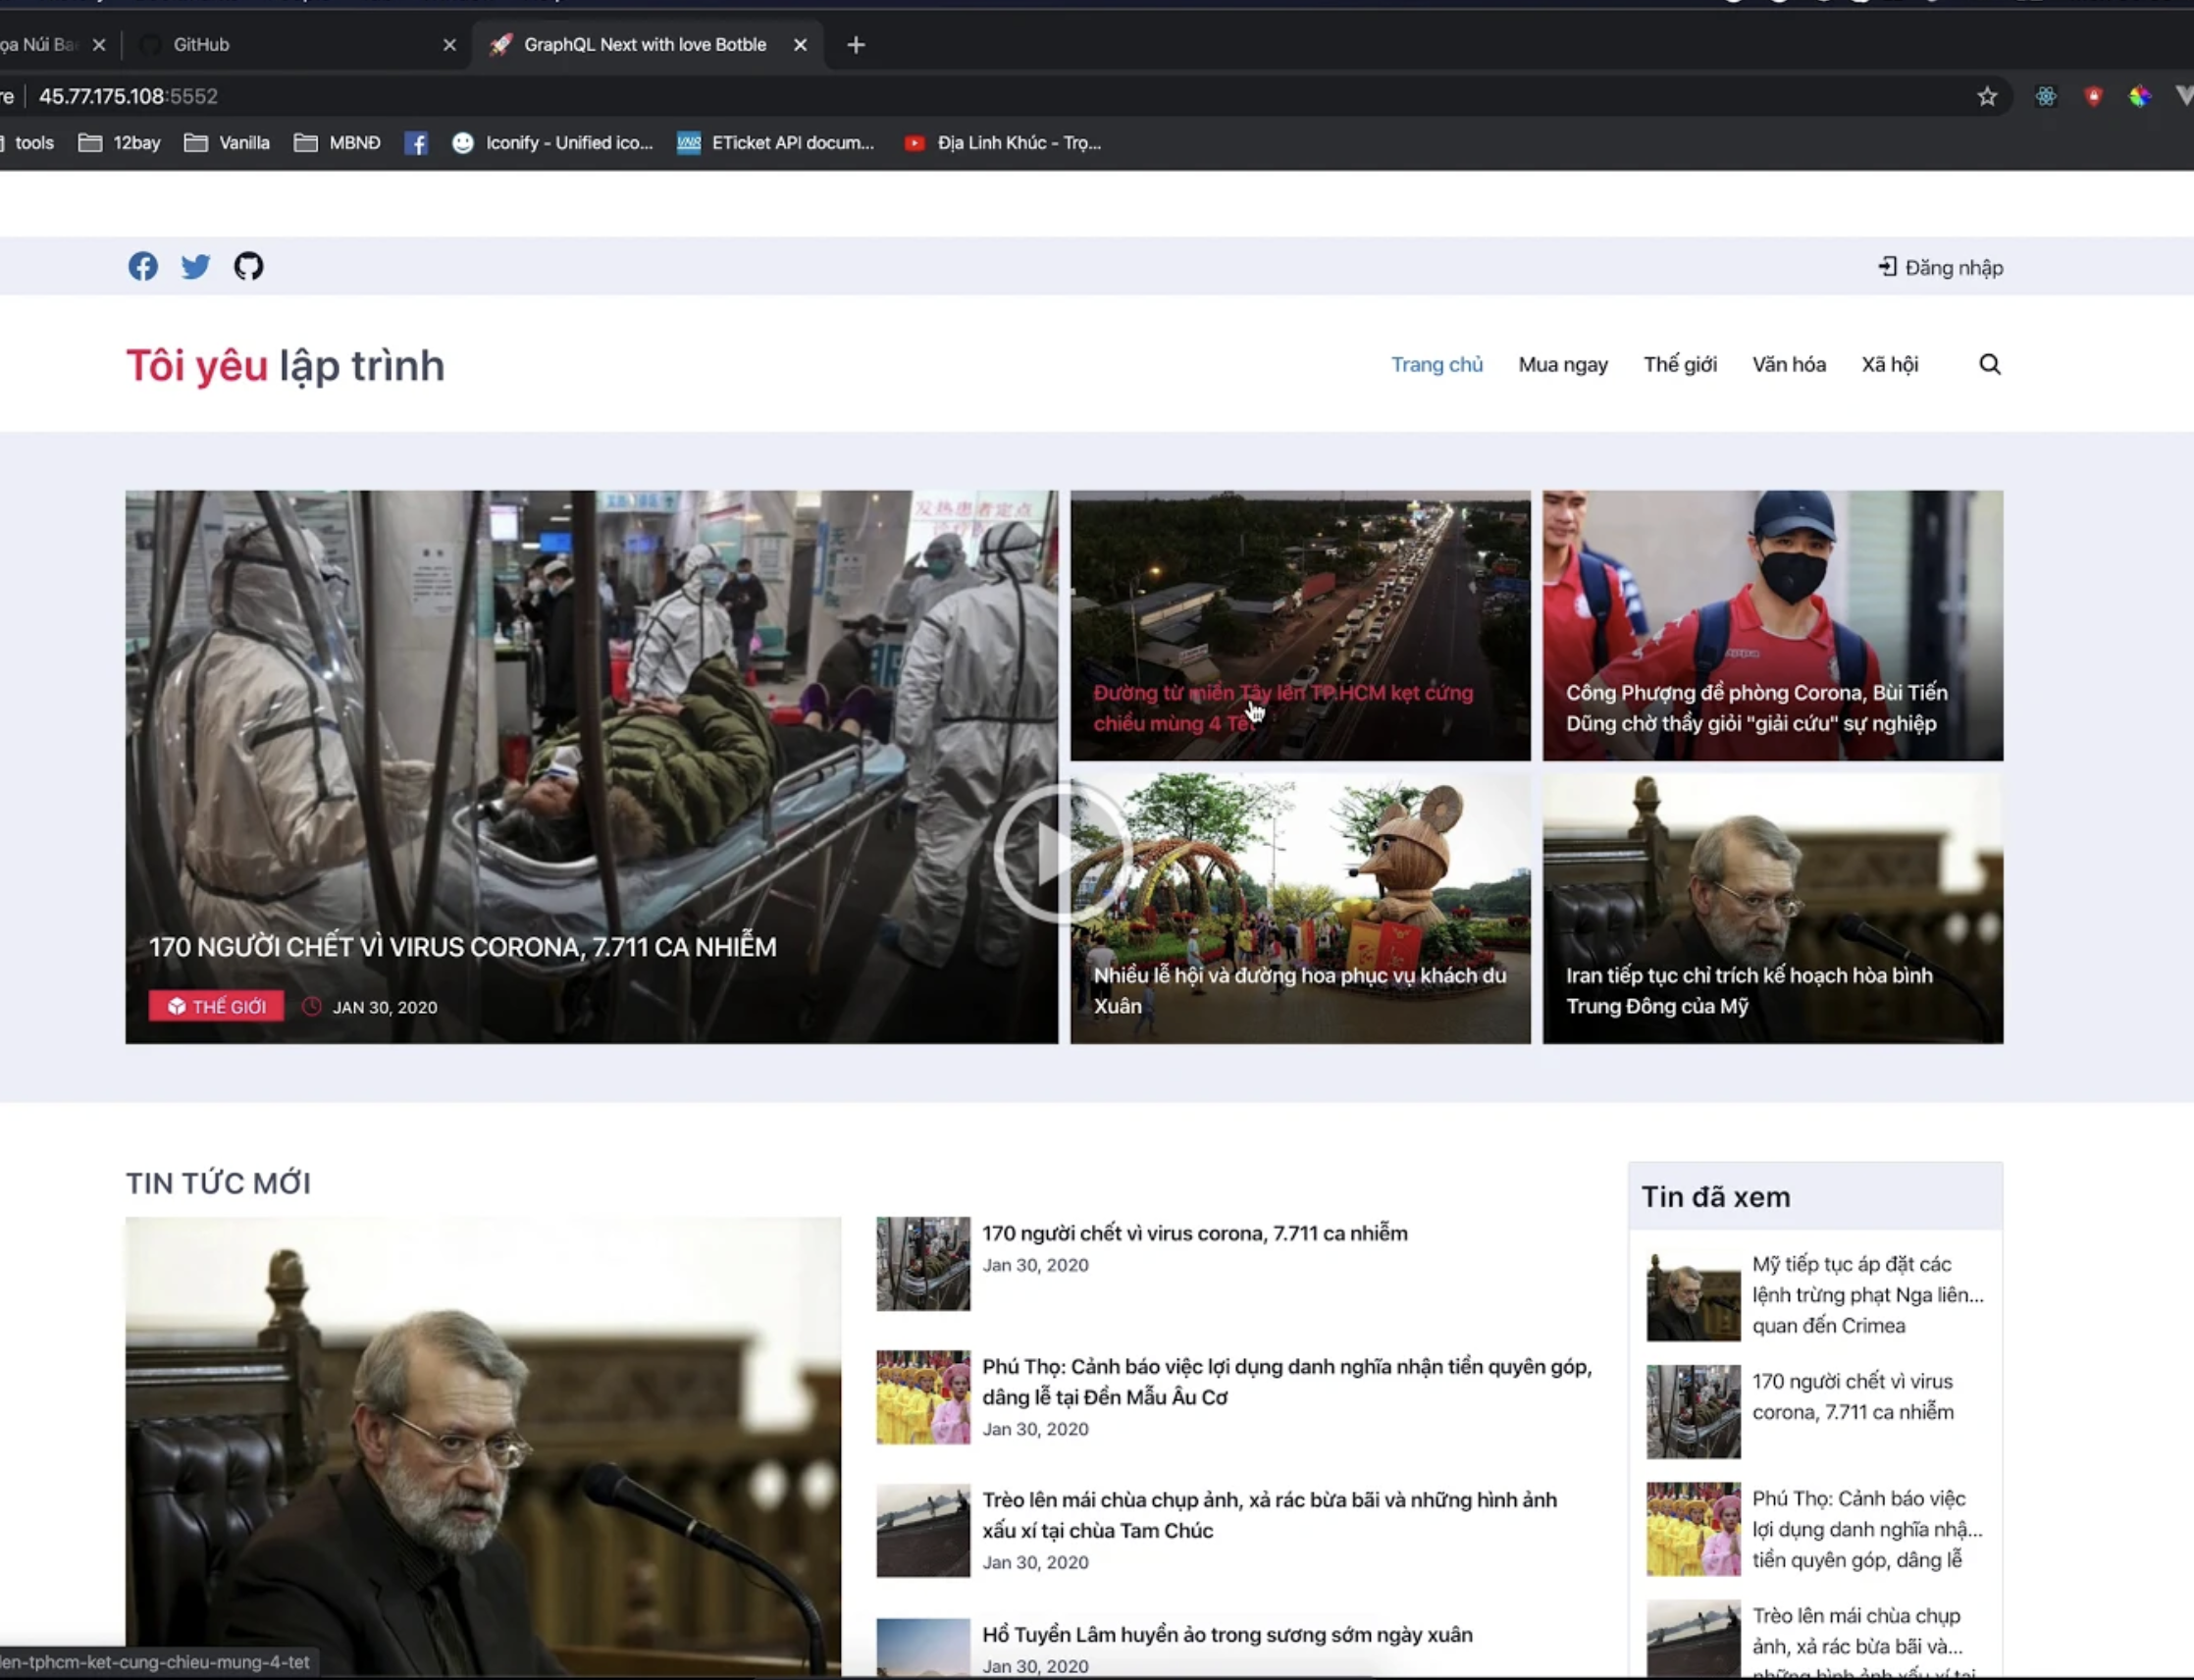 GitHub
GraphQL Next with love Botble
45.77.175.108:5552
tools
12bay
Vanilla
MBNĐ
Iconify - Unified ico...
ETicket API docum...
Địa Linh Khúc - Trọ...
Đăng nhập
Tôi yêu lập trình
Trang chủ
Mua ngay
Thế giới
Văn hóa
Xã hội
170 NGƯỜI CHẾT VÌ VIRUS CORONA, 7.711 CA NHIỄM
THẾ GIỚI
JAN 30, 2020
Đường từ miền Tây lên TP.HCM kẹt cứng
chiều mùng 4 Tết
Công Phượng đề phòng Corona, Bùi Tiến
Dũng chờ thầy giỏi "giải cứu" sự nghiệp
Nhiều lễ hội và đường hoa phục vụ khách du
Xuân
Iran tiếp tục chỉ trích kế hoạch hòa bình
Trung Đông của Mỹ
TIN TỨC MỚI
170 người chết vì virus corona, 7.711 ca nhiễm
Jan 30, 2020
Phú Thọ: Cảnh báo việc lợi dụng danh nghĩa nhận tiền quyên góp,
dâng lễ tại Đền Mẫu Âu Cơ
Jan 30, 2020
Trèo lên mái chùa chụp ảnh, xả rác bừa bãi và những hình ảnh
xấu xí tại chùa Tam Chúc
Jan 30, 2020
Hồ Tuyền Lâm huyền ảo trong sương sớm ngày xuân
Jan 30, 2020
Tin đã xem
Mỹ tiếp tục áp đặt các
lệnh trừng phạt Nga liên...
quan đến Crimea
170 người chết vì virus
corona, 7.711 ca nhiễm
Phú Thọ: Cảnh báo việc
lợi dụng danh nghĩa nhậ...
tiền quyên góp, dâng lễ
Trèo lên mái chùa chụp
ảnh, xả rác bừa bãi và...
những hình ảnh xấu xí tại
len-tphcm-ket-cung-chieu-mung-4-tet